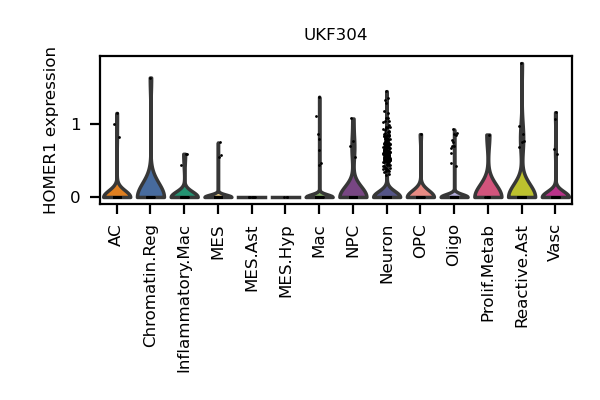 UKF304
HOMER1 expression
1
0
AC
Chromatin.Reg
Inflammatory.Mac
MES
MES.Ast
MES.Hyp
Mac
NPC
Neuron
OPC
Oligo
Prolif.Metab
Reactive.Ast
Vasc